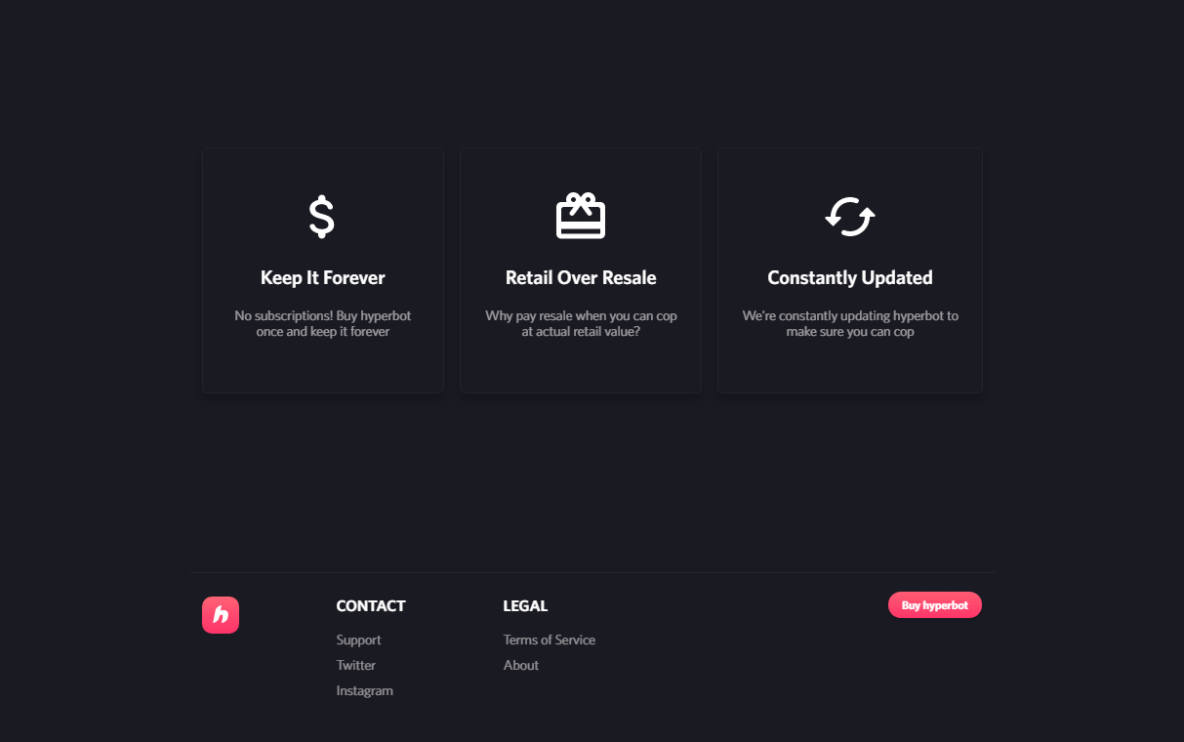 Keep It Forever
No subscriptions! Buy hyperbot
once and keep it forever
Retail Over Resale
Why pay resale when you can cop
at actual retail value?
Constantly Updated
We're constantly updating hyperbot to
make sure you can cop
h
CONTACT
Support
Twitter
Instagram
LEGAL
Terms of Service
About
Buy hyperbot